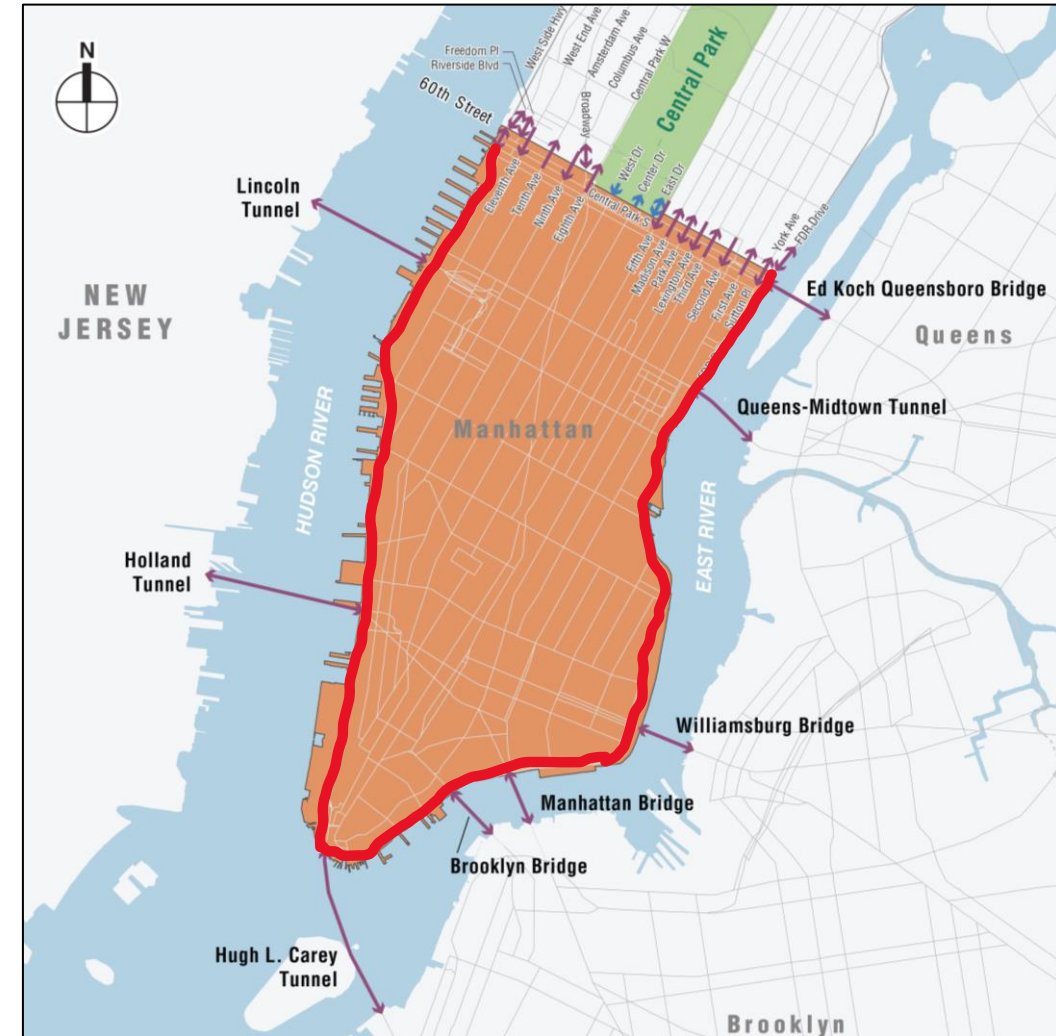 N
Freedom Pl
Riverside Blvd
60th Street
West Side Hwy
West End Ave
Amsterdam Ave
Columbus Ave
Central Park W
Broadway
Central Park
Eleventh Ave
Tenth Ave
Ninth Ave
Eighth Ave
Central Park S
West Dr
Center Dr
East Dr
Fifth Ave
Madison Ave
Park Ave
Lexington Ave
Third Ave
Second Ave
First Ave
Sutton Pl
York Ave
FDR Drive
Lincoln
Tunnel
NEW
JERSEY
Ed Koch Queensboro Bridge
Queens
Queens-Midtown Tunnel
Manhattan
HUDSON RIVER
EAST RIVER
Holland
Tunnel
Williamsburg Bridge
Manhattan Bridge
Brooklyn Bridge
Hugh L. Carey
Tunnel
Brooklyn